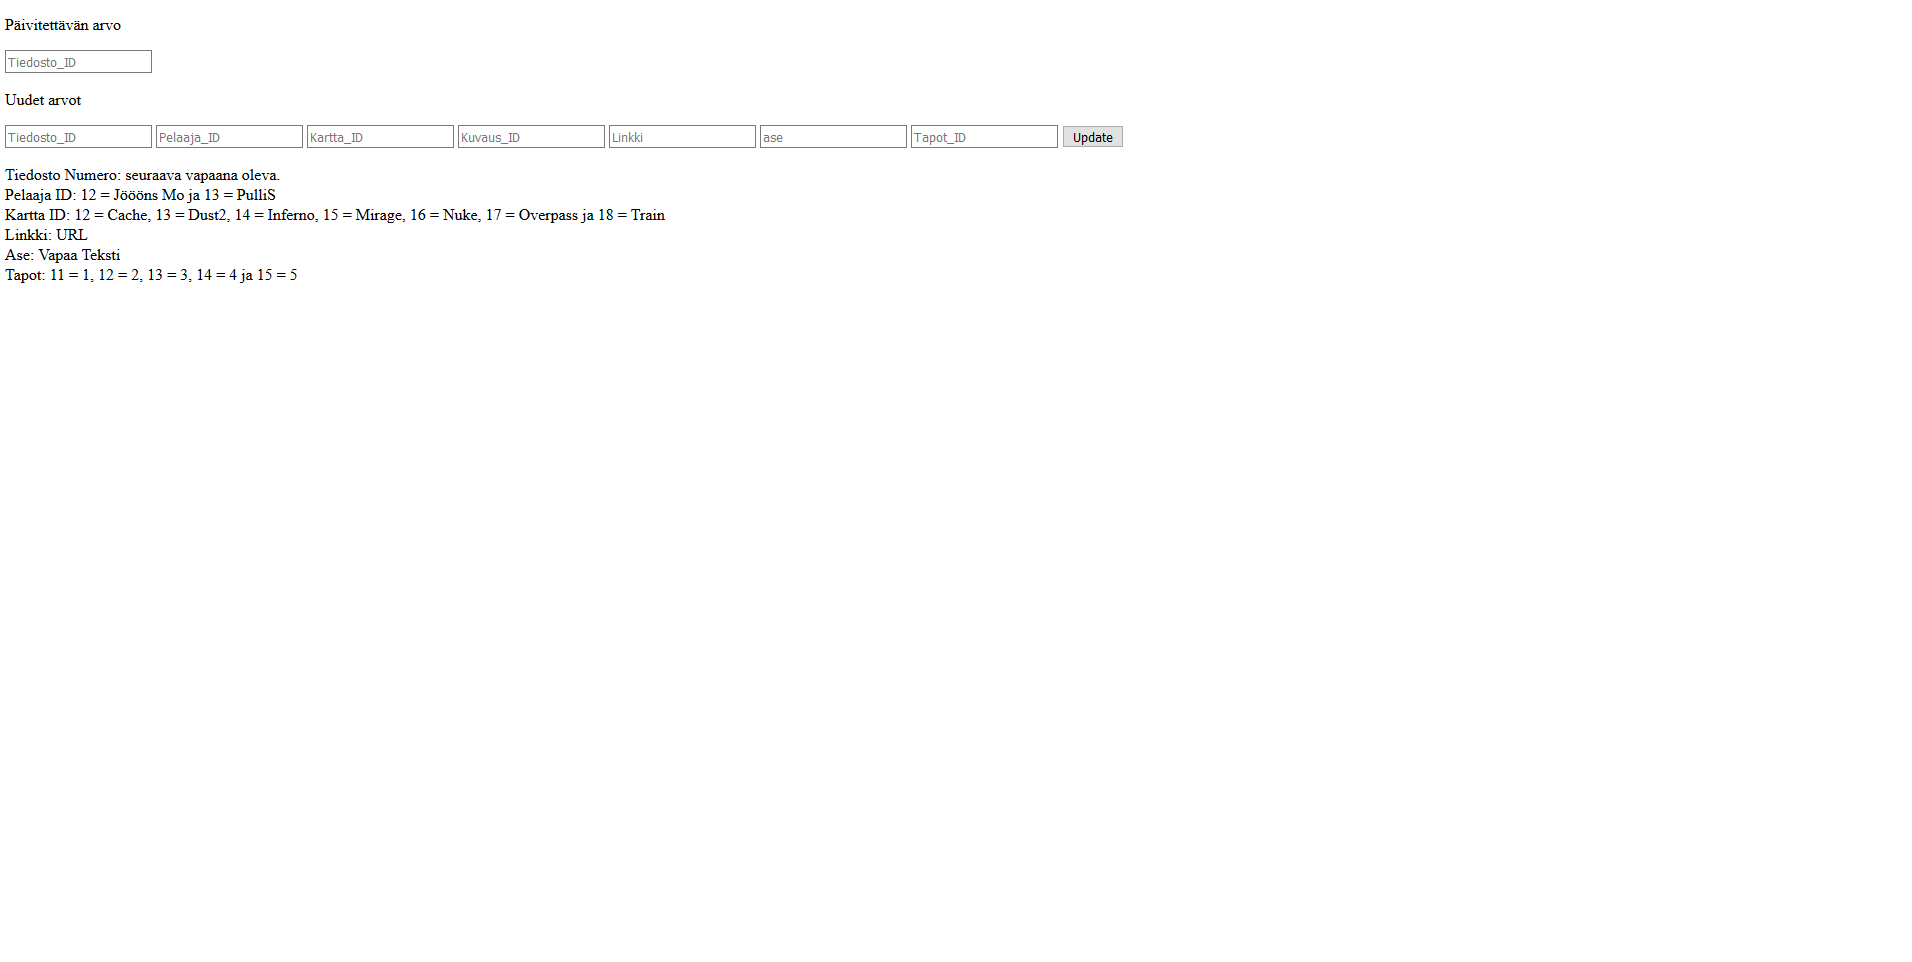 Päivitettävän arvo
Tiedosto_ID
Uudet arvot
Tiedosto_ID Pelaaja_ID Kartta_ID Kuvaus_ID Linkki ase Tapot_ID Update
Tiedosto Numero: seuraava vapaana oleva.
Pelaaja ID: 12 = Jöööns Mo ja 13 = PulliS
Kartta ID: 12 = Cache, 13 = Dust2, 14 = Inferno, 15 = Mirage, 16 = Nuke, 17 = Overpass ja 18 = Train
Linkki: URL
Ase: Vapaa Teksti
Tapot: 11 = 1, 12 = 2, 13 = 3, 14 = 4 ja 15 = 5